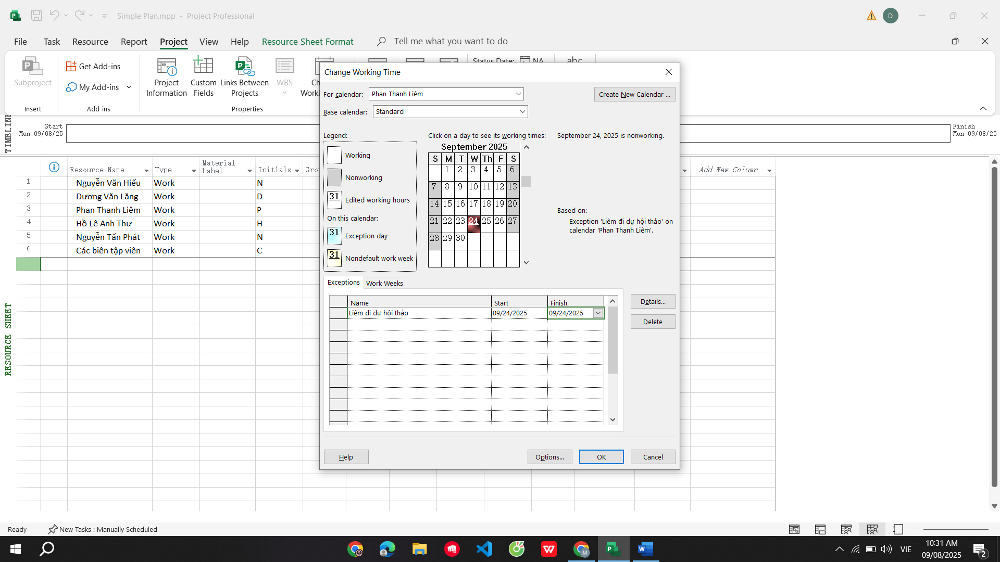 Simple Plan.mpp - Project Professional
D
File Task Resource Report Project View Help Resource Sheet Format Tell me what you want to do
Subproject
Get Add-ins
My Add-ins
Project Information
Custom Fields
Links Between Projects
WBS
Status Date: NA
abc
Insert Add-ins Properties
TIMELINE
Start
Mon 09/08/25
Finish
Mon 09/08/25
Resource Name Type Material Label Initials Add New Column
1 Nguyễn Văn Hiếu Work N
2 Dương Văn Lăng Work D
3 Phan Thanh Liêm Work P
4 Hồ Lê Anh Thư Work H
5 Nguyễn Tấn Phát Work N
6 Các biên tập viên Work C
RESOURCE SHEET
Change Working Time
For calendar: Phan Thanh Liêm
Create New Calendar ...
Base calendar: Standard
Legend:
Working
Nonworking
31 Edited working hours
On this calendar:
31 Exception day
31 Nondefault work week
Click on a day to see its working times:
September 2025
S M T W Th F S
1 2 3 4 5 6
7 8 9 10 11 12 13
14 15 16 17 18 19 20
21 22 23 24 25 26 27
28 29 30
September 24, 2025 is nonworking.
Based on:
Exception 'Liêm đi dự hội thảo' on
calendar 'Phan Thanh Liêm'.
Exceptions Work Weeks
Name Start Finish
Liêm đi dự hội thảo 09/24/2025 09/24/2025
Details...
Delete
Help Options... OK Cancel
Ready New Tasks : Manually Scheduled
VIE
10:31 AM
09/08/2025
2